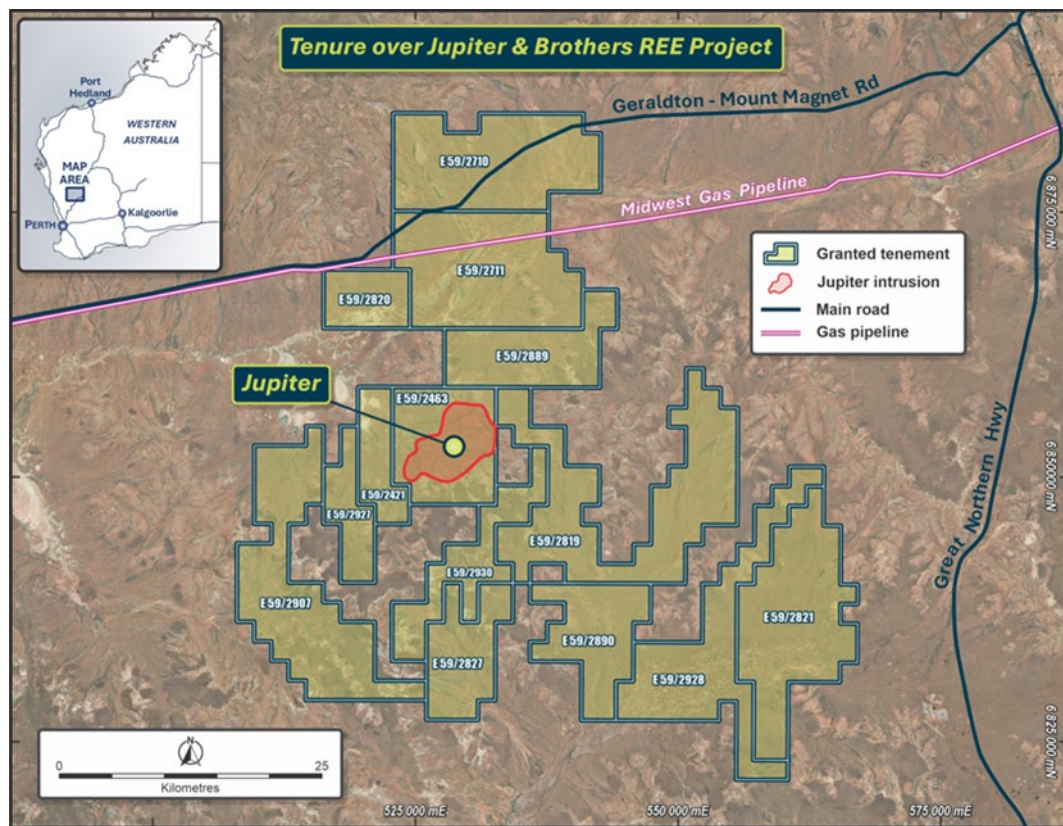 Tenure over Jupiter & Brothers REE Project
Port
Hedland
WESTERN
AUSTRALIA
MAP
AREA
Kalgoorlie
PERTH
Geraldton - Mount Magnet Rd
Midwest Gas Pipeline
Great Northern Hwy
E 59/2710
E 59/2711
E 59/2820
E 59/2889
Granted tenement
Jupiter intrusion
Main road
Gas pipeline
Jupiter
E 59/2463
E 59/2421
E 59/2927
E 59/2819
E 59/2930
E 59/2907
E 59/2890
E 59/2821
E 59/2827
E 59/2928
6 875 000 mN
6 850000 mN
6 825 000 mN
N
0
25
Kilometres
525 000 mE
550 000 mE
575 000 mE